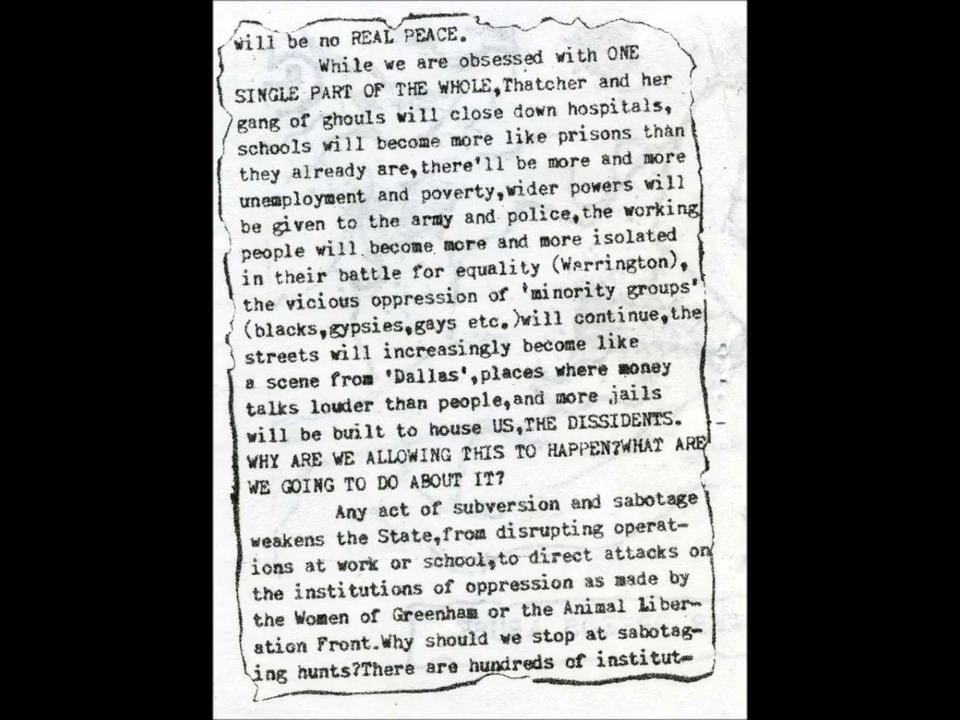 will be no REAL PEACE.
While we are obsessed with ONE
SINGLE PART OF THE WHOLE,Thatcher and her
gang of ghouls will close down hospitals,
schools will become more like prisons than
they already are,there'll be more and more
unemployment and poverty,wider powers will
be given to the army and police,the working
people will become more and more isolated
in their battle for equality (Warrington),
the vicious oppression of 'minority groups'
(blacks,gypsies,gays etc.)will continue,the
streets will increasingly become like
a scene from 'Dallas',places where money
talks louder than people,and more jails
will be built to house US,THE DISSIDENTS.
WHY ARE WE ALLOWING THIS TO HAPPEN?WHAT ARE
WE GOING TO DO ABOUT IT?
Any act of subversion and sabotage
weakens the State,from disrupting operat-
ions at work or school,to direct attacks on
the institutions of oppression as made by
the Women of Greenham or the Animal Liber-
ation Front.Why should we stop at sabotag-
ing hunts?There are hundreds of institut-